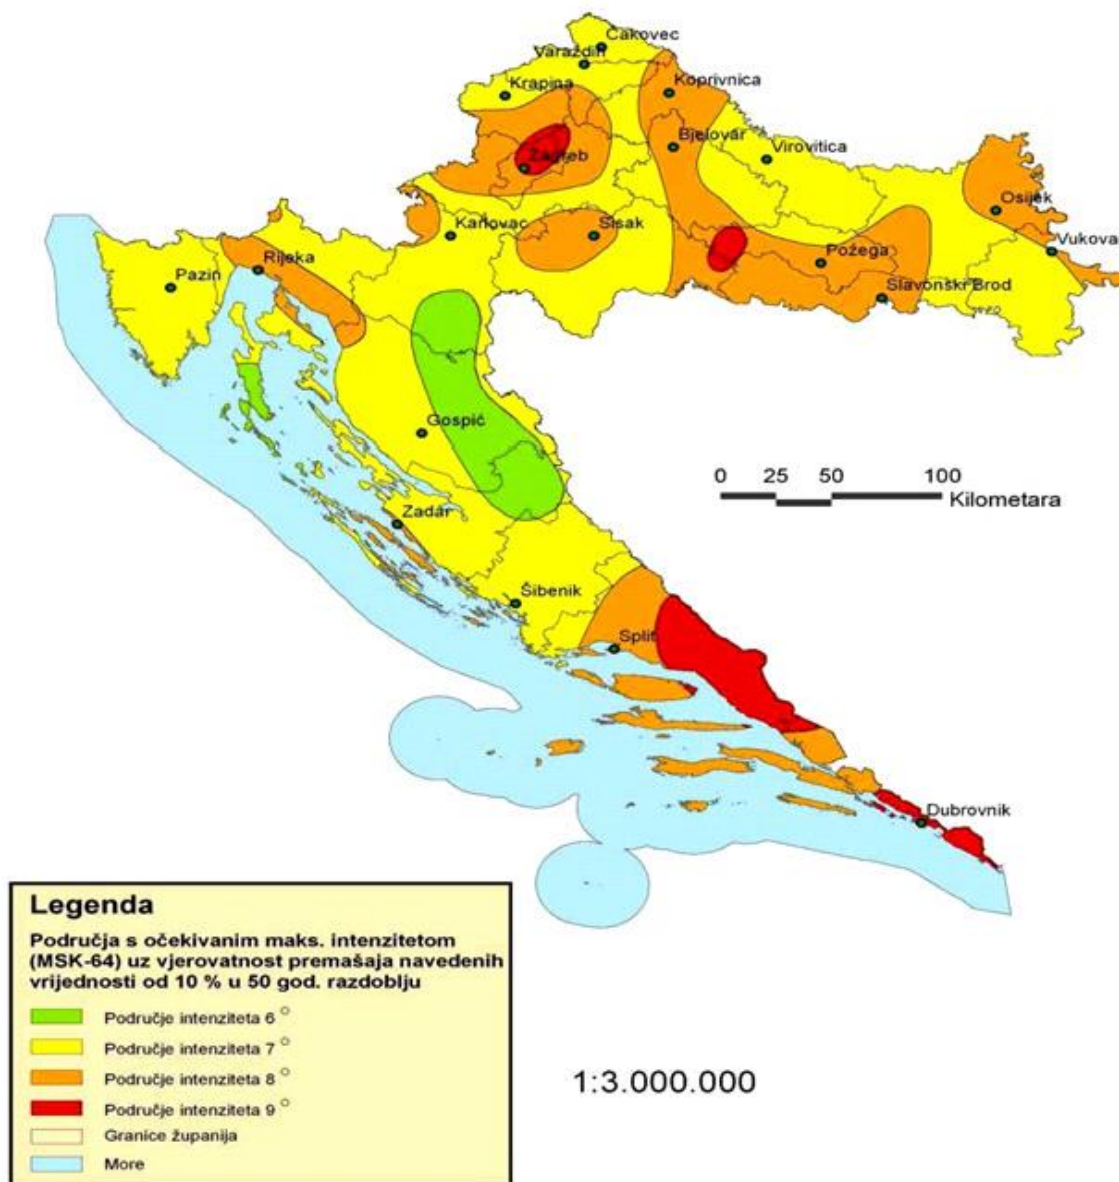 Čakovec
Varaždin
Krapina
Koprivnica
Bjelovar
Virovitica
Zagreb
Osijek
Karlovac
Sisak
Vukova
Rijeka
Požega
Pazin
Slavonski Brod
Gospić
0 25 50 100
Kilometara
Zadar
Šibenik
Split
Dubrovnik
Legenda
Područja s očekivanim maks. intenzitetom
(MSK-64) uz vjerovatnost premašaja navedenih
vrijednosti od 10 % u 50 god. razdoblju
Područje intenziteta 6 °
Područje intenziteta 7 °
Područje intenziteta 8 °
Područje intenziteta 9 °
Granice županija
More
1:3.000.000